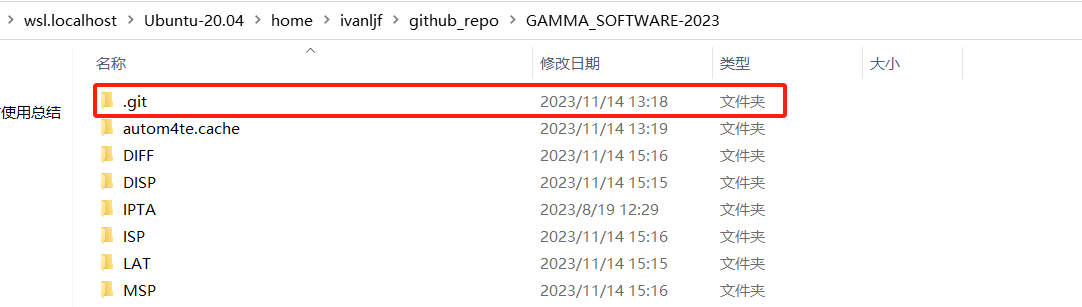 wsl.localhost > Ubuntu-20.04 > home > ivanljf > github_repo > GAMMA_SOFTWARE-2023
名称 修改日期 类型 大小
.git 2023/11/14 13:18 文件夹
使用总结
autom4te.cache 2023/11/14 13:19 文件夹
DIFF 2023/11/14 15:16 文件夹
DISP 2023/11/14 15:15 文件夹
IPTA 2023/8/19 12:29 文件夹
ISP 2023/11/14 15:16 文件夹
LAT 2023/11/14 15:15 文件夹
MSP 2023/11/14 15:16 文件夹